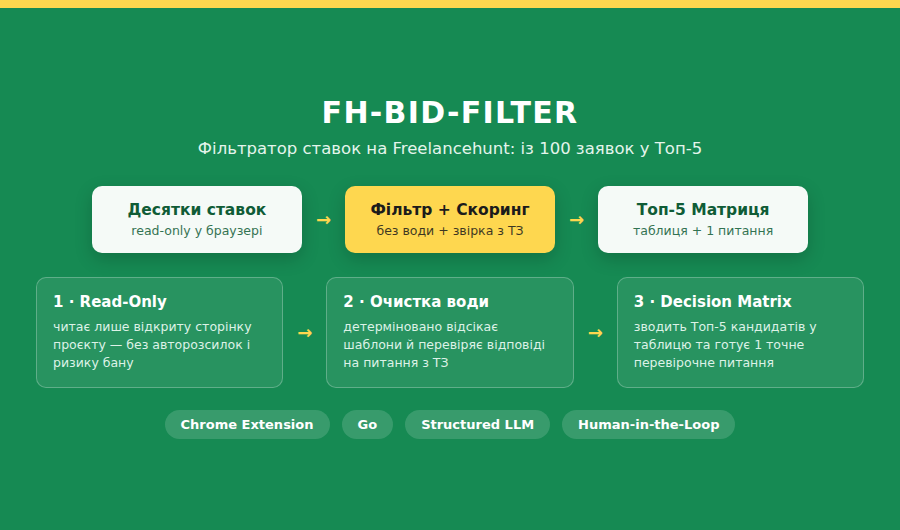 FH-BID-FILTER
Фільтратор ставок на Freelancehunt: із 100 заявок у Топ-5
Десятки ставок
read-only у браузері
→
Фільтр + Скоринг
без води + звірка з ТЗ
→
Топ-5 Матриця
таблиця + 1 питання
1 · Read-Only
читає лише відкриту сторінку
проєкту — без авторозсилок і
ризику бану
→
2 · Очистка води
детерміновано відсікає
шаблони й перевіряє відповіді
на питання з ТЗ
→
3 · Decision Matrix
зводить Топ-5 кандидатів у
таблицю та готує 1 точне
перевірочне питання
Chrome Extension
Go
Structured LLM
Human-in-the-Loop